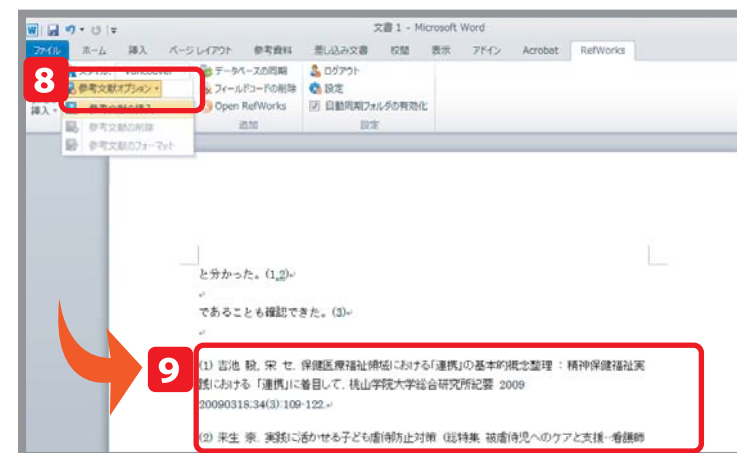 文書 1 - Microsoft Word
ファイル ホーム 挿入 ページ レイアウト 参考資料 差し込み文書 校閲 表示 アドイン Acrobat RefWorks
8
データベースの同期 ログアウト
参考文献オプション フィールドコードの削除 設定
挿入 参考文献の挿入 Open RefWorks 自動同期フォルダの有効化
参考文献の削除 追加 設定
参考文献のフォーマット
と分かった。(1,2)
であることも確認できた。(3)
9
(1) 吉池 毅, 栄 セ. 保健医療福祉領域における「連携」の基本的概念整理 : 精神保健福祉実
践における「連携」に着目して. 桃山学院大学総合研究所紀要 2009
20090318;34(3):109-122.
(2) 来生 奈. 実践に活かせる子ども虐待防止対策 (総特集 被虐待児へのケアと支援--看護師